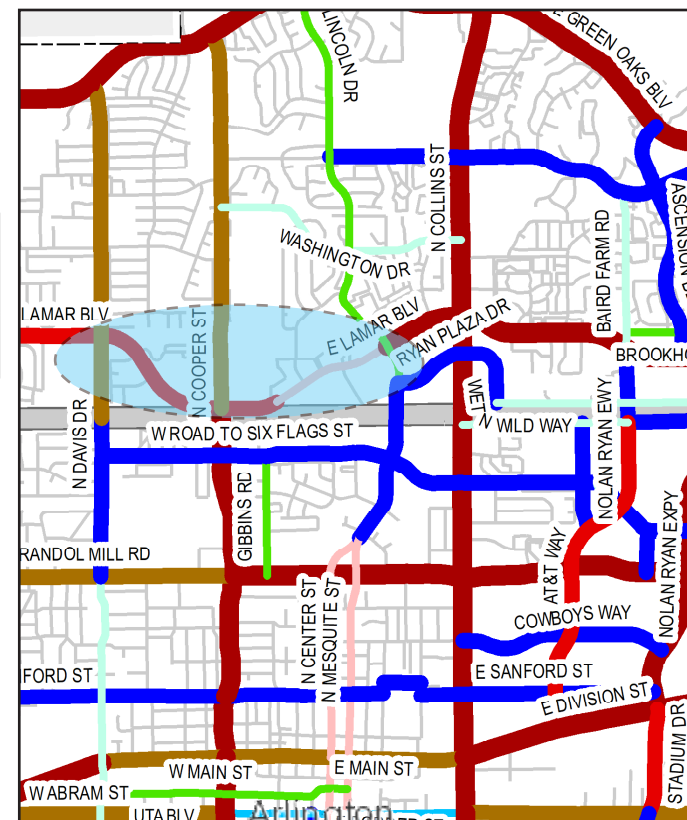 E GREEN OAKS BLV
LINCOLN DR
N COLLINS ST
ASCENSION B
WASHINGTON DR
BAIRD FARM RD
LAMAR BLV
E LAMAR BLV
RYAN PLAZA DR
N COOPER ST
BROOKHO
N DAVIS DR
WET N WILD WAY
NOLAN RYAN EWY
W ROAD TO SIX FLAGS ST
GIBBINS RD
RANDOL MILL RD
AT&T WAY
NOLAN RYAN EXPY
N CENTER ST
N MESQUITE ST
COWBOYS WAY
FORD ST
E SANFORD ST
E DIVISION ST
STADIUM DR
W MAIN ST
E MAIN ST
W ABRAM ST
Arlington
UTA BLV